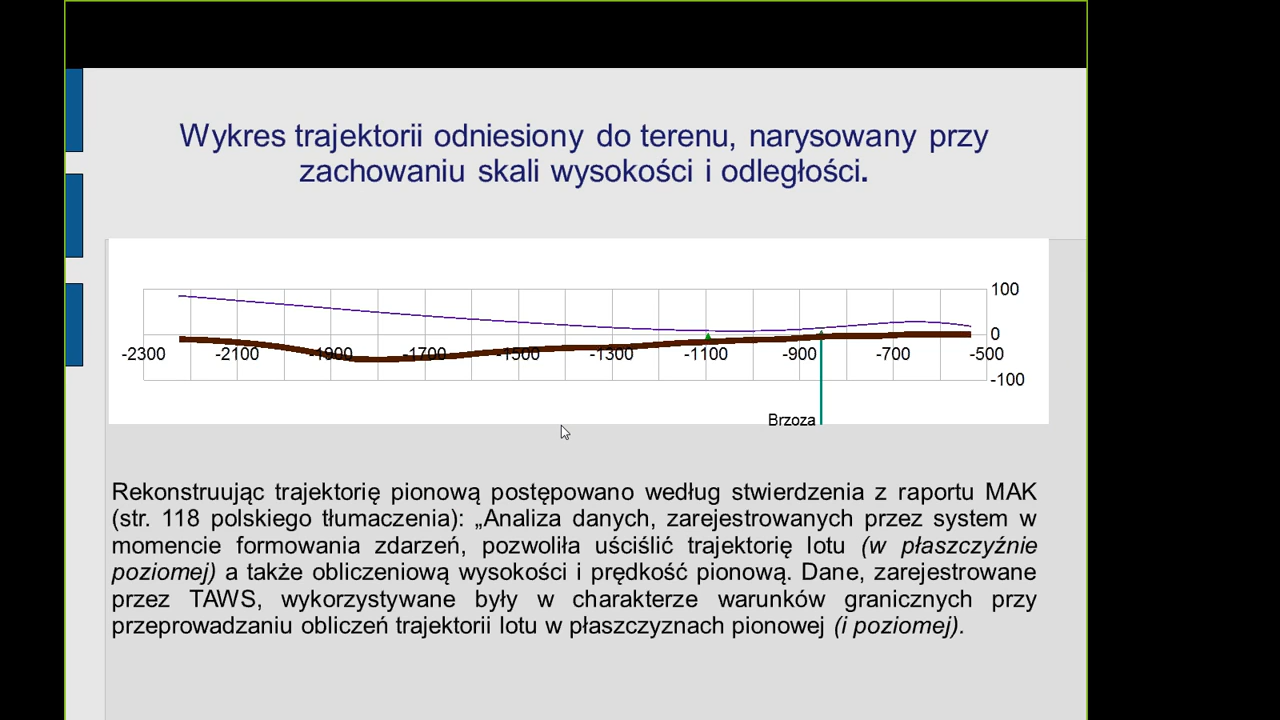 Wykres trajektorii odniesiony do terenu, narysowany przy
zachowaniu skali wysokości i odległości.
100
0
-2300 -2100 -1900 -1700 -1500 -1300 -1100 -900 -700 -500
-100
Brzoza
Rekonstruując trajektorię pionową postępowano według stwierdzenia z raportu MAK
(str. 118 polskiego tłumaczenia): „Analiza danych, zarejestrowanych przez system w
momencie formowania zdarzeń, pozwoliła uściślić trajektorię lotu (w płaszczyźnie
poziomej) a także obliczeniową wysokości i prędkość pionową. Dane, zarejestrowane
przez TAWS, wykorzystywane były w charakterze warunków granicznych przy
przeprowadzaniu obliczeń trajektorii lotu w płaszczyznach pionowej (i poziomej).